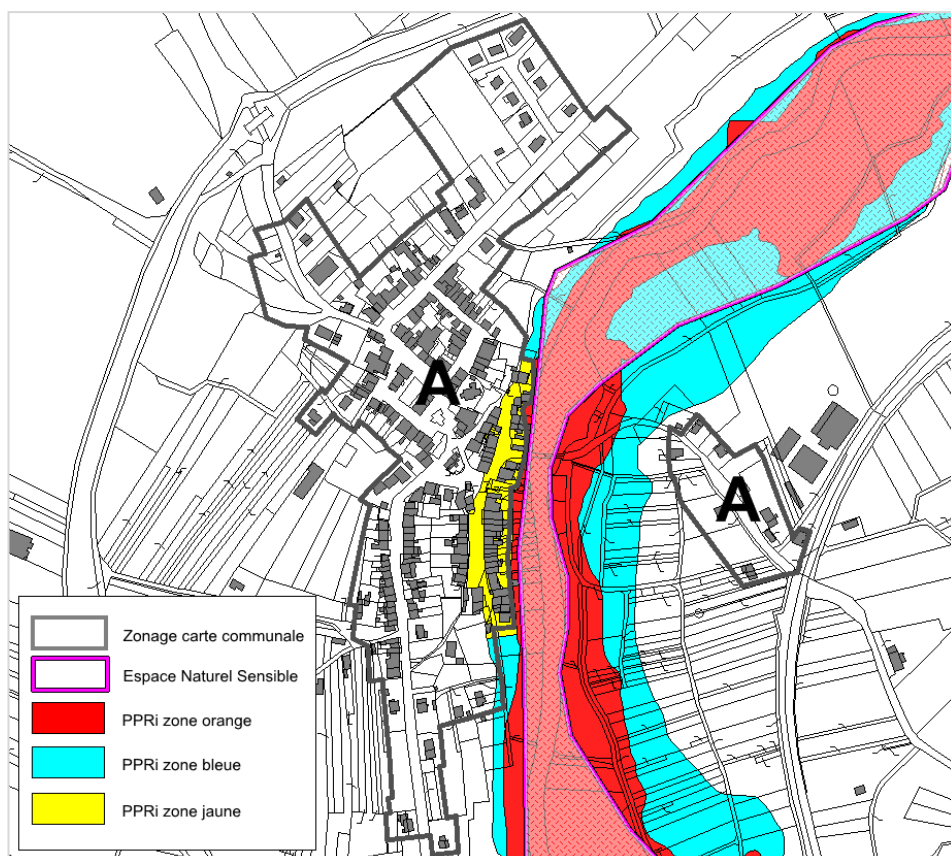 A
A
Zonage carte communale
Espace Naturel Sensible
PPRi zone orange
PPRi zone bleue
PPRi zone jaune